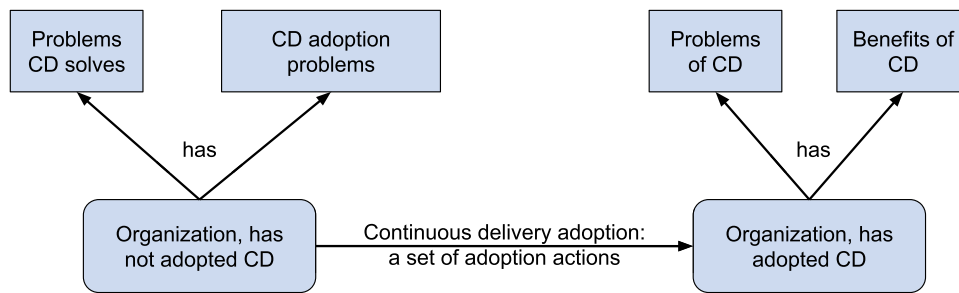 Problems
CD solves
CD adoption
problems
Problems
of CD
Benefits of
CD
has
has
Organization, has
not adopted CD
Continuous delivery adoption:
a set of adoption actions
Organization, has
adopted CD